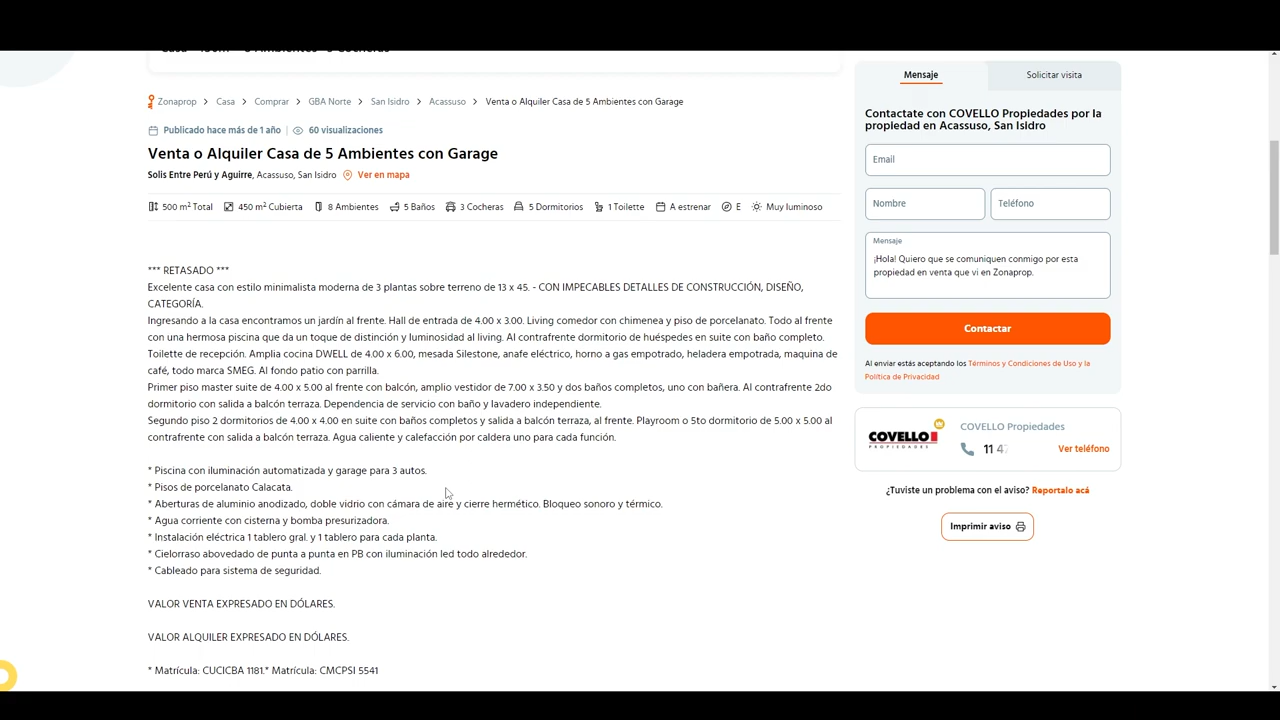 Zonaprop > Casa > Comprar > GBA Norte > San Isidro > Acassuso > Venta o Alquiler Casa de 5 Ambientes con Garage
Publicado hace más de 1 año | 60 visualizaciones
Venta o Alquiler Casa de 5 Ambientes con Garage
Solis Entre Perú y Aguirre, Acassuso, San Isidro Ver en mapa
500 m² Total 450 m² Cubierta 8 Ambientes 5 Baños 3 Cocheras 5 Dormitorios 1 Toilette A estrenar E Muy luminoso
*** RETASADO ***
Excelente casa con estilo minimalista moderna de 3 plantas sobre terreno de 13 x 45. - CON IMPECABLES DETALLES DE CONSTRUCCIÓN, DISEÑO,
CATEGORÍA.
Ingresando a la casa encontramos un jardín al frente. Hall de entrada de 4.00 x 3.00. Living comedor con chimenea y piso de porcelanato. Todo al frente
con una hermosa piscina que da un toque de distinción y luminosidad al living. Al contrafrente dormitorio de huéspedes en suite con baño completo.
Toilette de recepción. Amplia cocina DWELL de 4.00 x 6.00, mesada Silestone, anafe eléctrico, horno a gas empotrado, heladera empotrada, maquina de
café, todo marca SMEG. Al fondo patio con parrilla.
Primer piso master suite de 4.00 x 5.00 al frente con balcón, amplio vestidor de 7.00 x 3.50 y dos baños completos, uno con bañera. Al contrafrente 2do
dormitorio con salida a balcón terraza. Dependencia de servicio con baño y lavadero independiente.
Segundo piso 2 dormitorios de 4.00 x 4.00 en suite con baños completos y salida a balcón terraza, al frente. Playroom o 5to dormitorio de 5.00 x 5.00 al
contrafrente con salida a balcón terraza. Agua caliente y calefacción por caldera uno para cada función.
* Piscina con iluminación automatizada y garage para 3 autos.
* Pisos de porcelanato Calacata.
* Aberturas de aluminio anodizado, doble vidrio con cámara de aire y cierre hermético. Bloqueo sonoro y térmico.
* Agua corriente con cisterna y bomba presurizadora.
* Instalación eléctrica 1 tablero gral. y 1 tablero para cada planta.
* Cielorraso abovedado de punta a punta en PB con iluminación led todo alrededor.
* Cableado para sistema de seguridad.
VALOR VENTA EXPRESADO EN DÓLARES.
VALOR ALQUILER EXPRESADO EN DÓLARES.
* Matrícula: CUCICBA 1181.* Matrícula: CMCPSI 5541
Mensaje
Solicitar visita
Contactate con COVELLO Propiedades por la
propiedad en Acassuso, San Isidro
Email
Nombre
Teléfono
Mensaje
¡Hola! Quiero que se comuniquen conmigo por esta
propiedad en venta que vi en Zonaprop.
Contactar
Al enviar estás aceptando los Términos y Condiciones de Uso y la
Política de Privacidad
COVELLO
PROPIEDADES
COVELLO Propiedades
11 47
Ver teléfono
¿Tuviste un problema con el aviso? Reportalo acá
Imprimir aviso